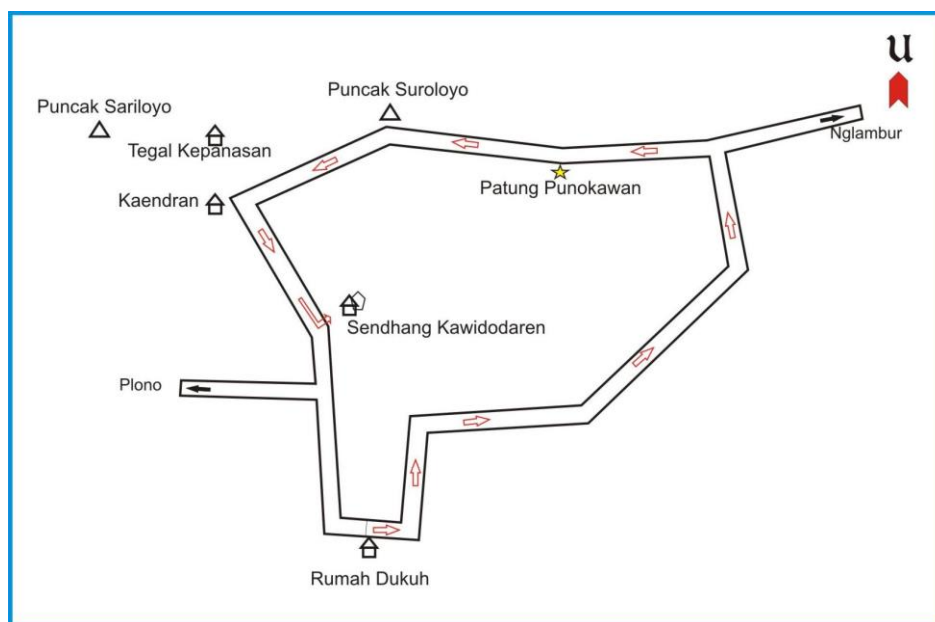 u
Puncak Suroloyo
Puncak Sariloyo
Nglambur
Tegal Kepanasan
Patung Punokawan
Kaendran
Sendhang Kawidodaren
Plono
Rumah Dukuh